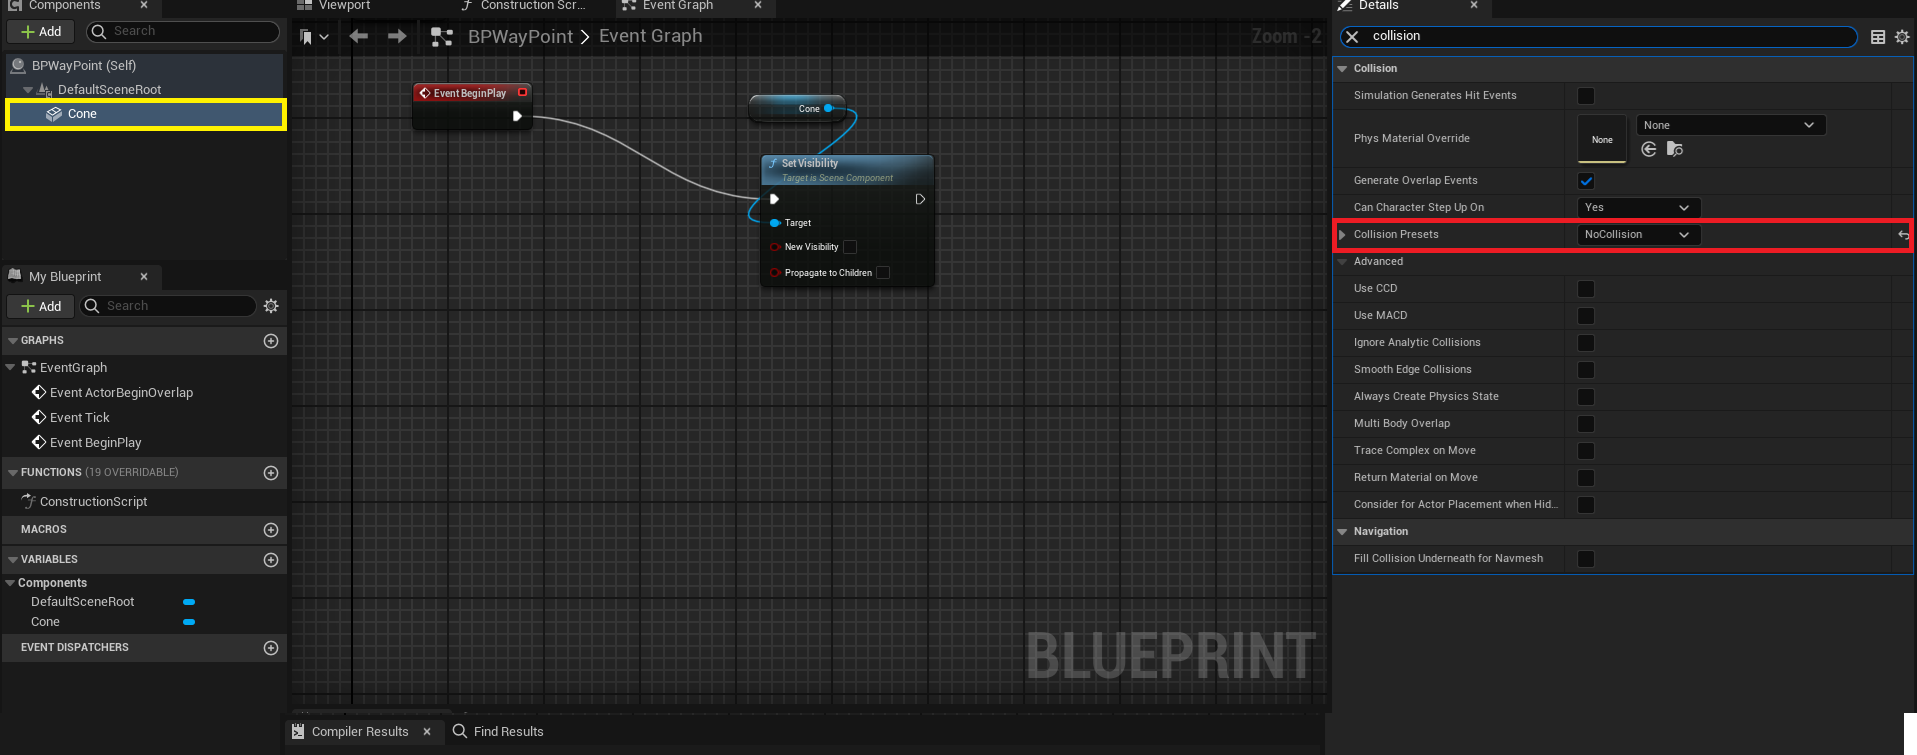 Components
Add
Search
BPWayPoint (Self)
DefaultSceneRoot
Cone
My Blueprint
Add
Search
GRAPHS
EventGraph
Event ActorBeginOverlap
Event Tick
Event BeginPlay
FUNCTIONS (19 OVERRIDABLE)
ConstructionScript
MACROS
VARIABLES
Components
DefaultSceneRoot
Cone
EVENT DISPATCHERS
Viewport
Construction Scr...
Event Graph
BPWayPoint > Event Graph
Zoom -2
Event BeginPlay
Cone
Set Visibility
Target is Scene Component
Target
New Visibility
Propagate to Children
BLUEPRINT
Compiler Results
Find Results
Details
collision
Collision
Simulation Generates Hit Events
Phys Material Override
None
None
Generate Overlap Events
Can Character Step Up On
Yes
Collision Presets
NoCollision
Advanced
Use CCD
Use MACD
Ignore Analytic Collisions
Smooth Edge Collisions
Always Create Physics State
Multi Body Overlap
Trace Complex on Move
Return Material on Move
Consider for Actor Placement when Hid...
Navigation
Fill Collision Underneath for Navmesh